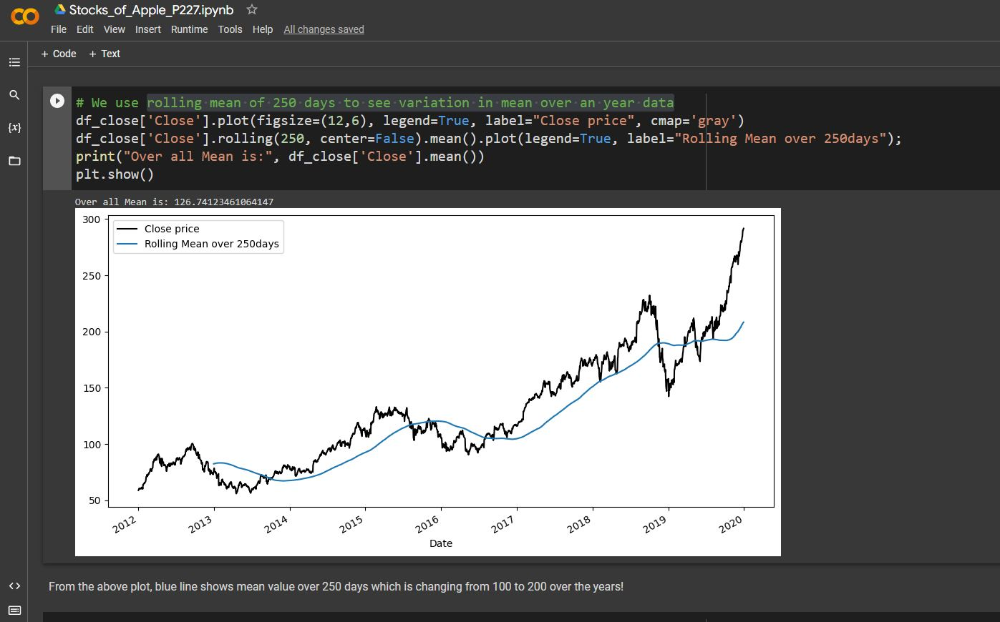 Stocks_of_Apple_P227.ipynb
File Edit View Insert Runtime Tools Help All changes saved
+ Code + Text
{x}
# We use rolling mean of 250 days to see variation in mean over an year data
df_close['Close'].plot(figsize=(12,6), legend=True, label="Close price", cmap='gray')
df_close['Close'].rolling(250, center=False).mean().plot(legend=True, label="Rolling Mean over 250days");
print("Over all Mean is:", df_close['Close'].mean())
plt.show()
Over all Mean is: 126.74123461064147
300
Close price
Rolling Mean over 250days
250
200
150
100
50
2012 2013 2014 2015 2016 2017 2018 2019 2020
Date
From the above plot, blue line shows mean value over 250 days which is changing from 100 to 200 over the years!